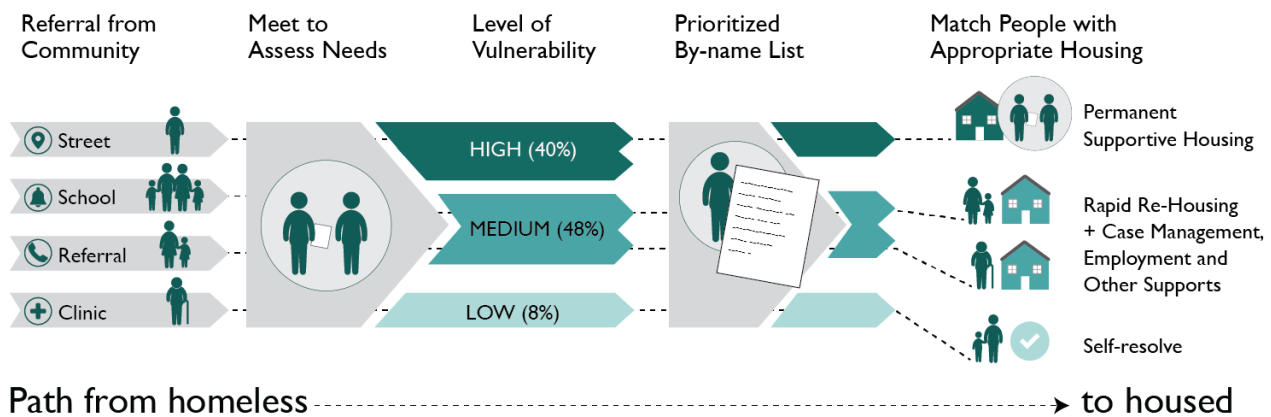 Referral from
Community
Meet to
Assess Needs
Level of
Vulnerability
Prioritized
By-name List
Match People with
Appropriate Housing
Street
School
Referral
Clinic
HIGH (40%)
MEDIUM (48%)
LOW (8%)
Permanent
Supportive Housing
Rapid Re-Housing
+ Case Management,
Employment and
Other Supports
Self-resolve
Path from homeless
to housed